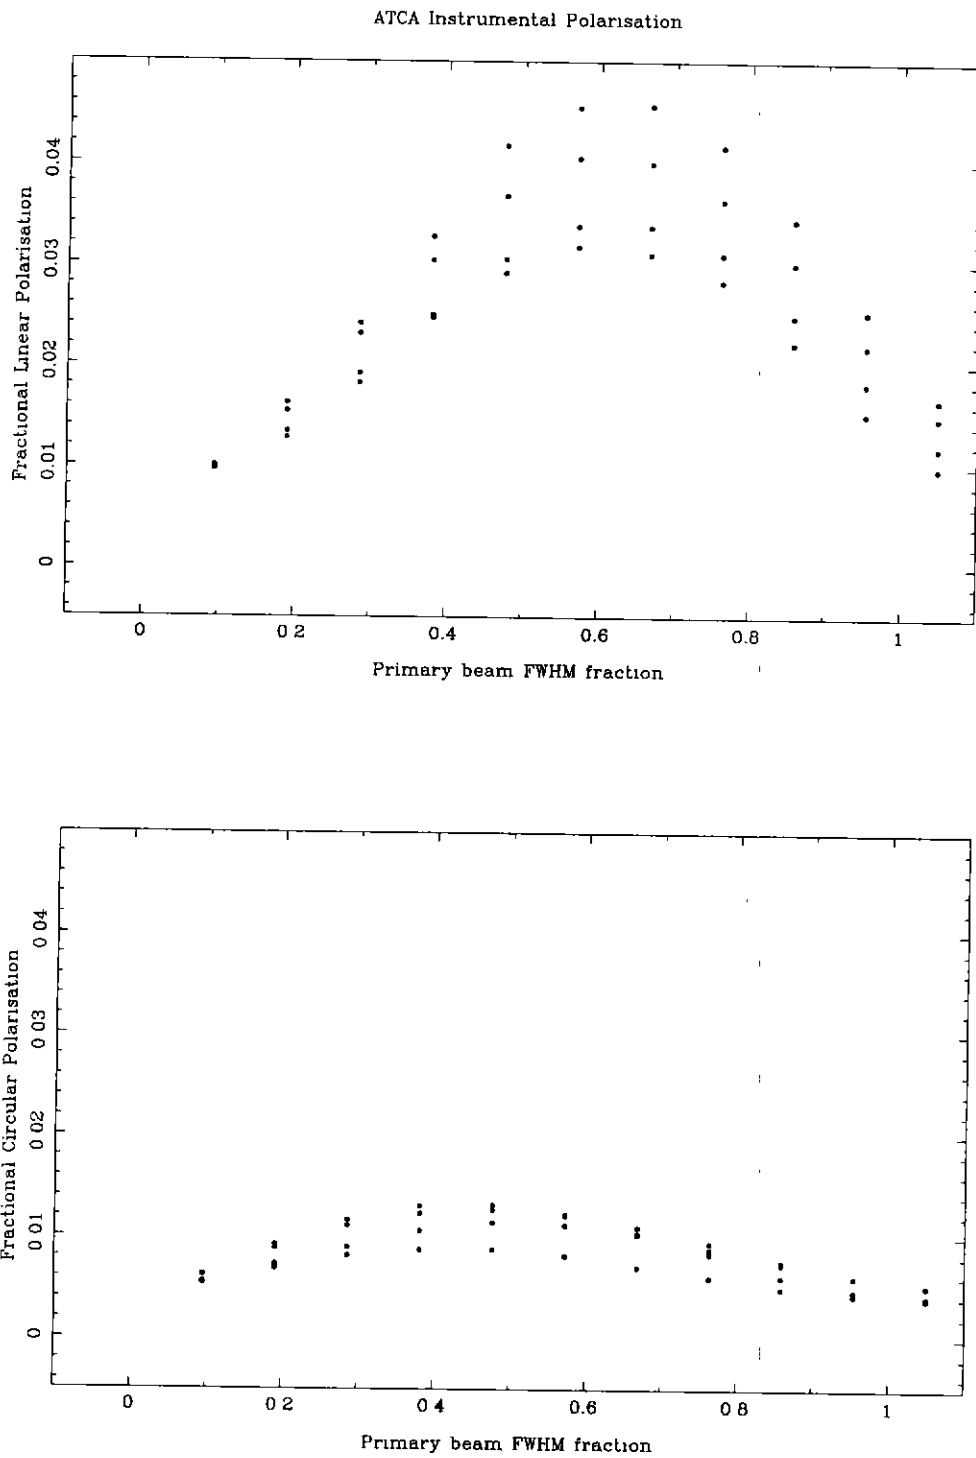 ATCA Instrumental Polarisation
Fractional Linear Polarisation
0.04
0.03
0.02
0.01
0
0 0 2 0.4 0.6 0.8 1
Primary beam FWHM fraction
Fractional Circular Polarisation
0 04
0 03
0 02
0 01
0
0 0 2 0 4 0 6 0 8 1
Primary beam FWHM fraction